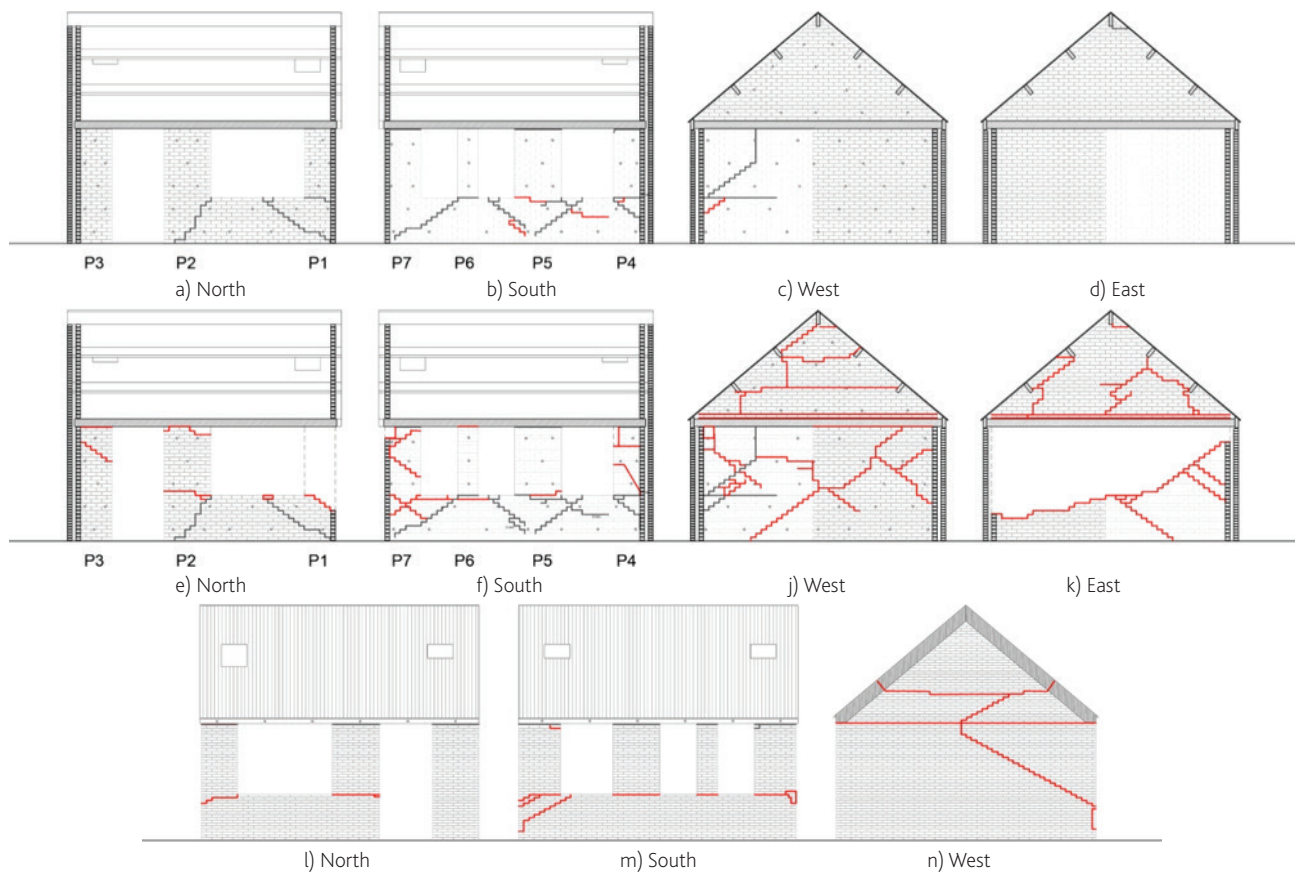 P3 P2 P1 P7 P6 P5 P4
a) North b) South c) West d) East
P3 P2 P1 P7 P6 P5 P4
e) North f) South j) West k) East
l) North m) South n) West